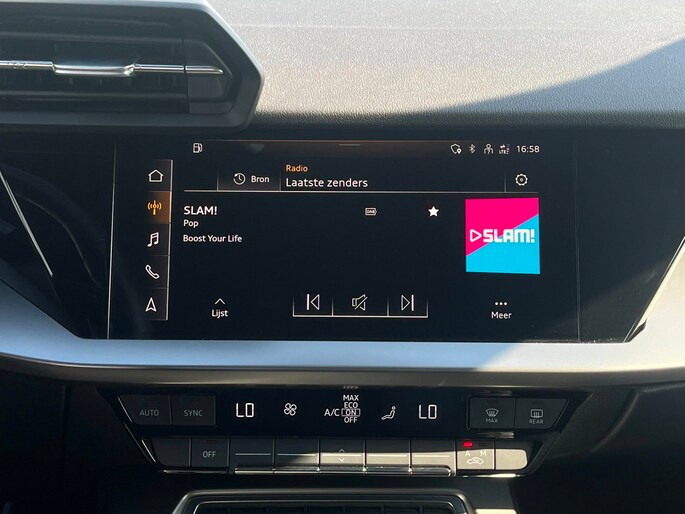 16:58
Radio
Bron
Laatste zenders
SLAM!
DAB
Pop
Boost Your Life
SLAM!
Lijst
Meer
MAX
ECO
AUTO SYNC LO A/C ON LO
OFF
MAX REAR
OFF
A M